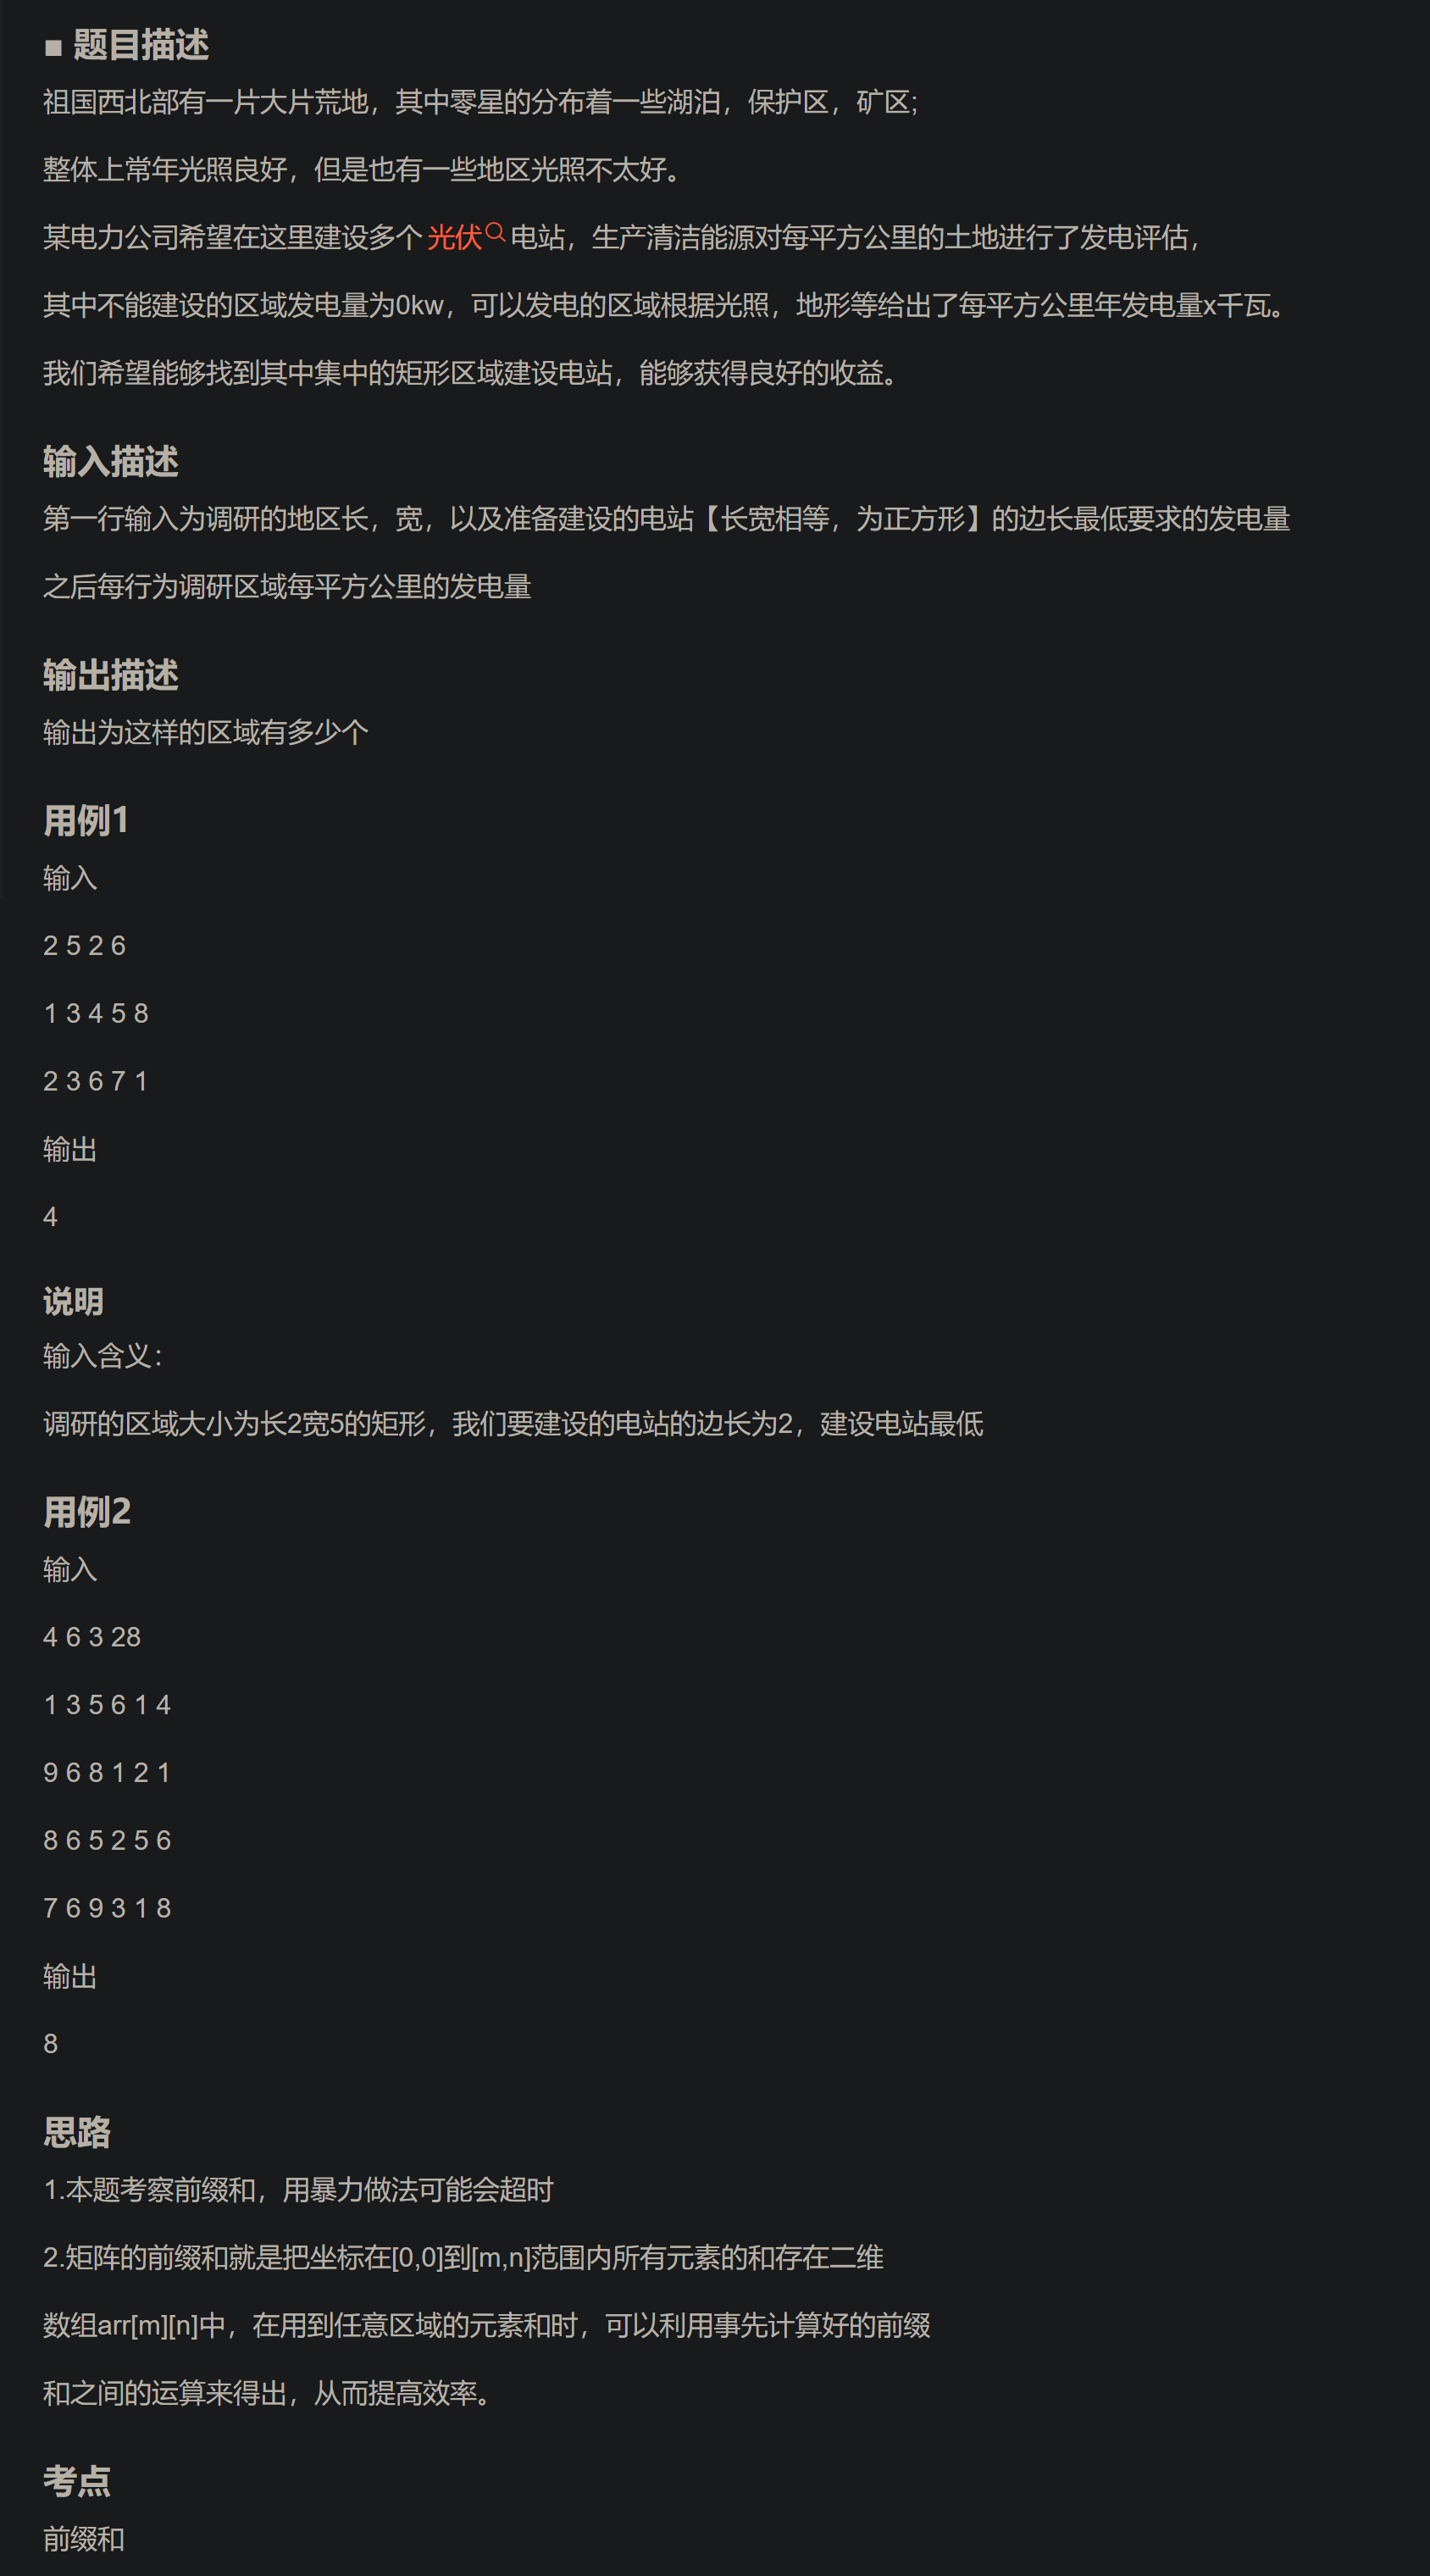 ■ 题目描述
祖国西北部有一片大片荒地，其中零星的分布着一些湖泊，保护区，矿区;
整体上常年光照良好，但是也有一些地区光照不太好。
某电力公司希望在这里建设多个光伏电站，生产清洁能源对每平方公里的土地进行了发电评估，
其中不能建设的区域发电量为0kw，可以发电的区域根据光照，地形等给出了每平方公里年发电量x千瓦。
我们希望能够找到其中集中的矩形区域建设电站，能够获得良好的收益。
输入描述
第一行输入为调研的地区长，宽，以及准备建设的电站【长宽相等，为正方形】的边长最低要求的发电量
之后每行为调研区域每平方公里的发电量
输出描述
输出为这样的区域有多少个
用例1
输入
2 5 2 6
1 3 4 5 8
2 3 6 7 1
输出
4
说明
输入含义：
调研的区域大小为长2宽5的矩形，我们要建设的电站的边长为2，建设电站最低
用例2
输入
4 6 3 28
1 3 5 6 1 4
9 6 8 1 2 1
8 6 5 2 5 6
7 6 9 3 1 8
输出
8
思路
1.本题考察前缀和，用暴力做法可能会超时
2.矩阵的前缀和就是把坐标在[0,0]到[m,n]范围内所有元素的和存在二维
数组arr[m][n]中，在用到任意区域的元素和时，可以利用事先计算好的前缀
和之间的运算来得出，从而提高效率。
考点
前缀和